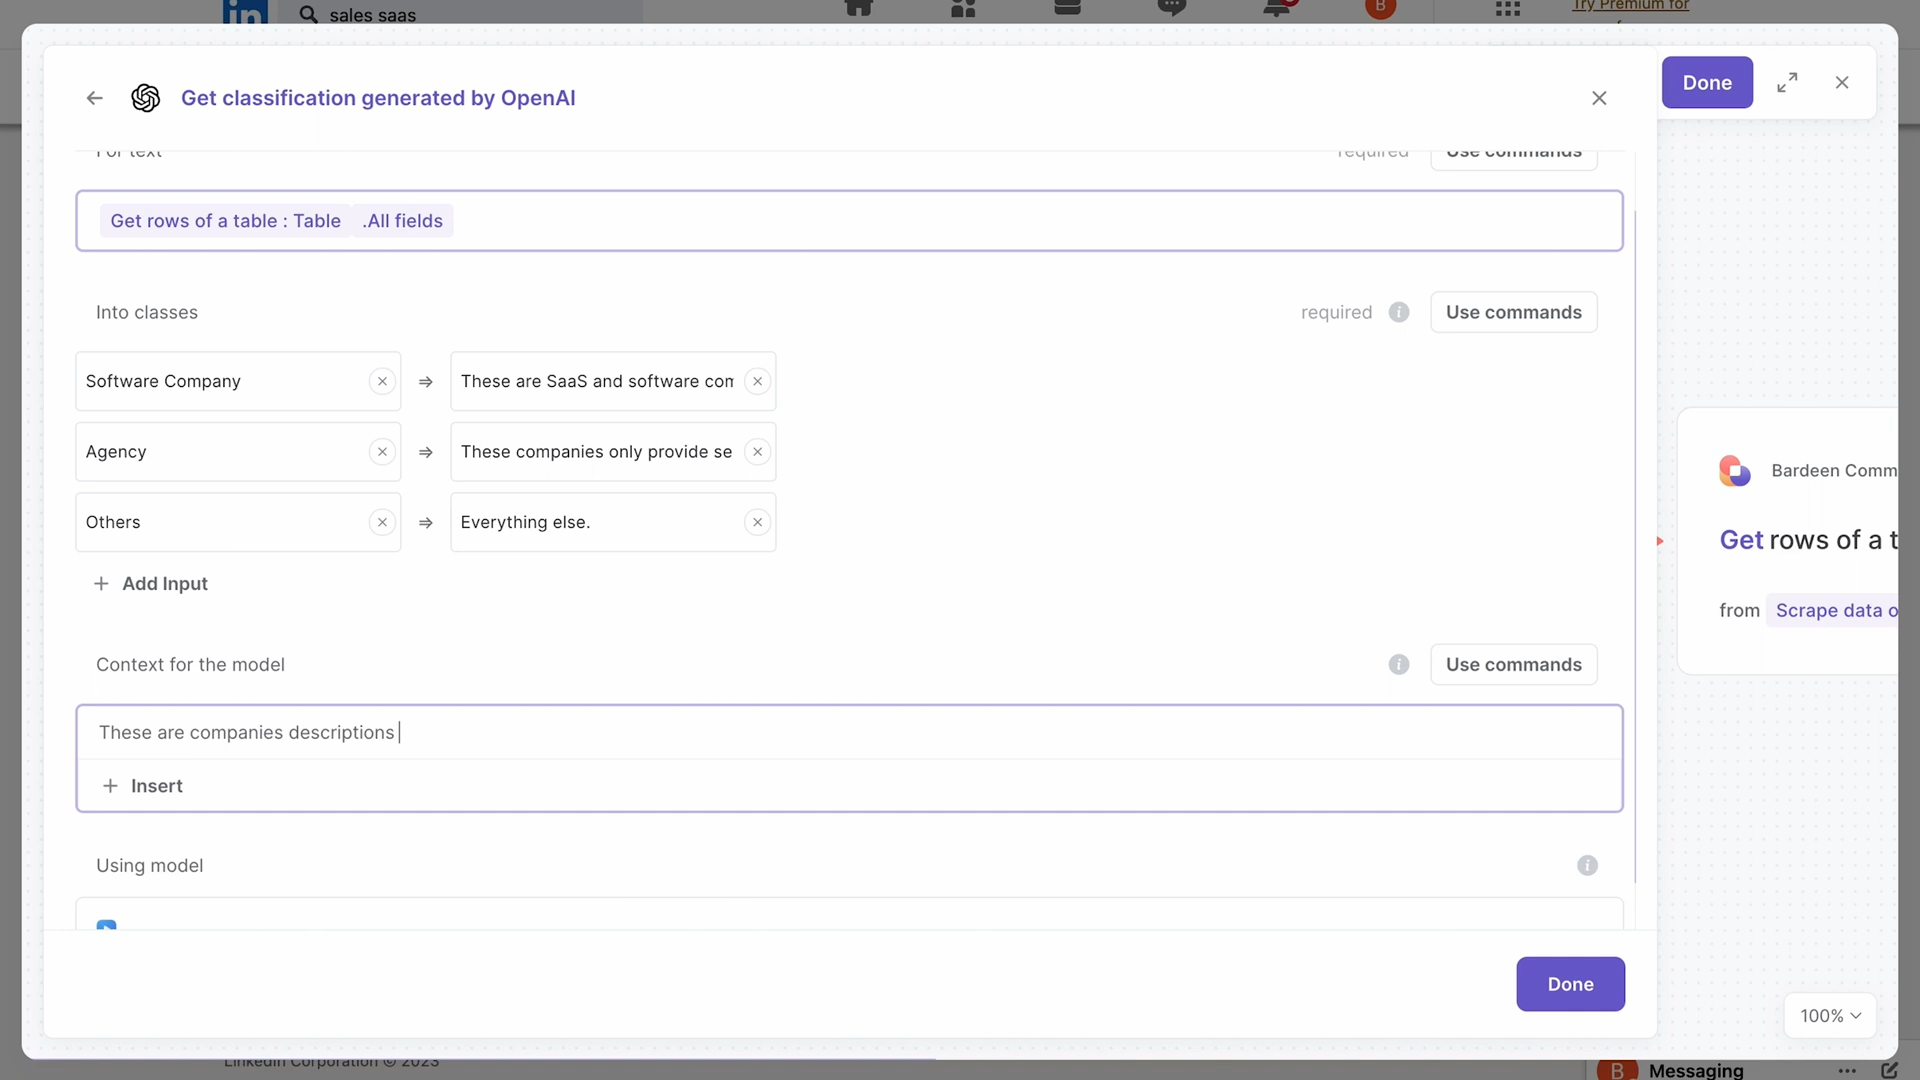 in
sales saas
B
Try Premium for
Get classification generated by OpenAI
Done
For text
required
Use commands
Get rows of a table : Table .All fields
Into classes
required
i
Use commands
Software Company
⇒
These are SaaS and software com
Agency
⇒
These companies only provide se
Others
⇒
Everything else.
+ Add Input
Bardeen Comm
Get rows of a t
from Scrape data o
Context for the model
i
Use commands
These are companies descriptions
+ Insert
Using model
i
Done
100%
LinkedIn Corporation © 2023
B
Messaging